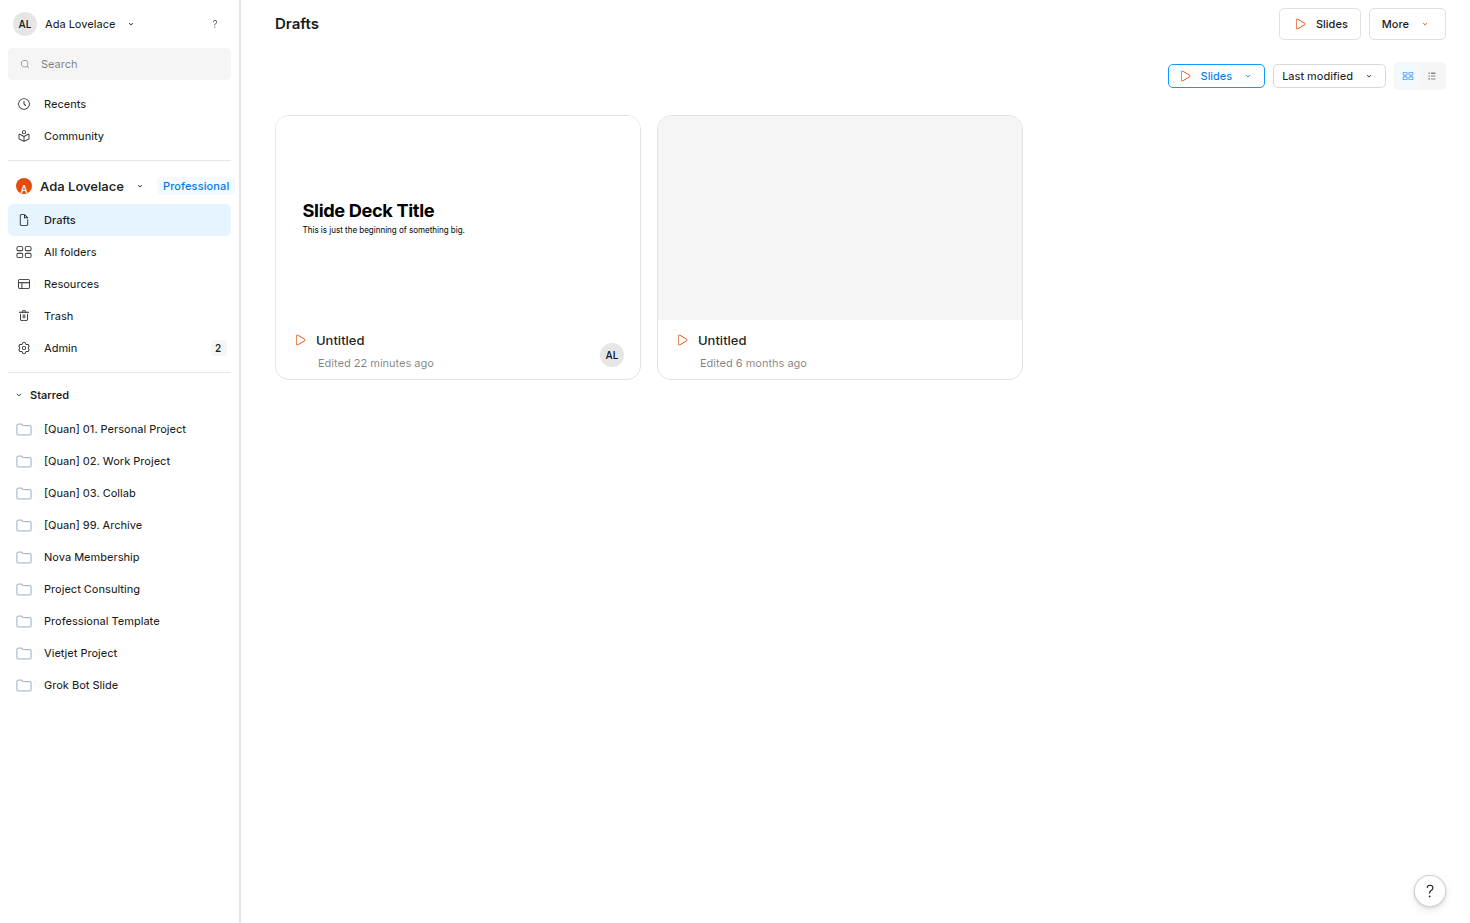 AL Ada Lovelace ?
Search
Recents
Community
A Ada Lovelace Professional
Drafts
All folders
Resources
Trash
Admin 2
Starred
[Quan] 01. Personal Project
[Quan] 02. Work Project
[Quan] 03. Collab
[Quan] 99. Archive
Nova Membership
Project Consulting
Professional Template
Vietjet Project
Grok Bot Slide
Drafts
Slides More
Slides Last modified
Slide Deck Title
This is just the beginning of something big.
Untitled
Edited 22 minutes ago
AL
Untitled
Edited 6 months ago
?